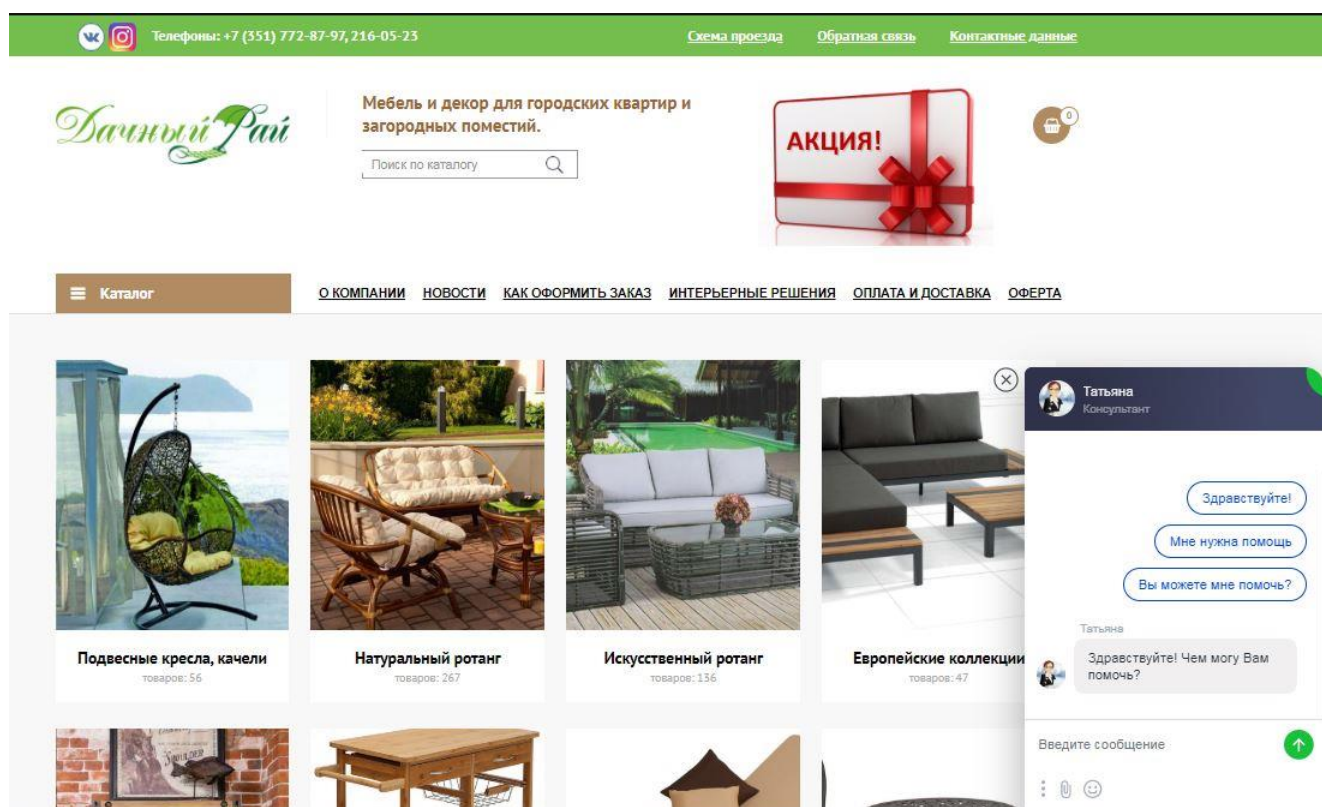 Телефоны: +7 (351) 772-87-97, 216-05-23
Схема проезда
Обратная связь
Контактные данные
Дачный Рай
Мебель и декор для городских квартир и
загородных поместий.
Поиск по каталогу
АКЦИЯ!
0
Каталог
О КОМПАНИИ
НОВОСТИ
КАК ОФОРМИТЬ ЗАКАЗ
ИНТЕРЬЕРНЫЕ РЕШЕНИЯ
ОПЛАТА И ДОСТАВКА
ОФЕРТА
Подвесные кресла, качели
товаров: 56
Натуральный ротанг
товаров: 267
Искусственный ротанг
товаров: 136
Европейские коллекции
товаров: 47
Татьяна
Консультант
Здравствуйте!
Мне нужна помощь
Вы можете мне помочь?
Татьяна
Здравствуйте! Чем могу Вам
помочь?
Введите сообщение